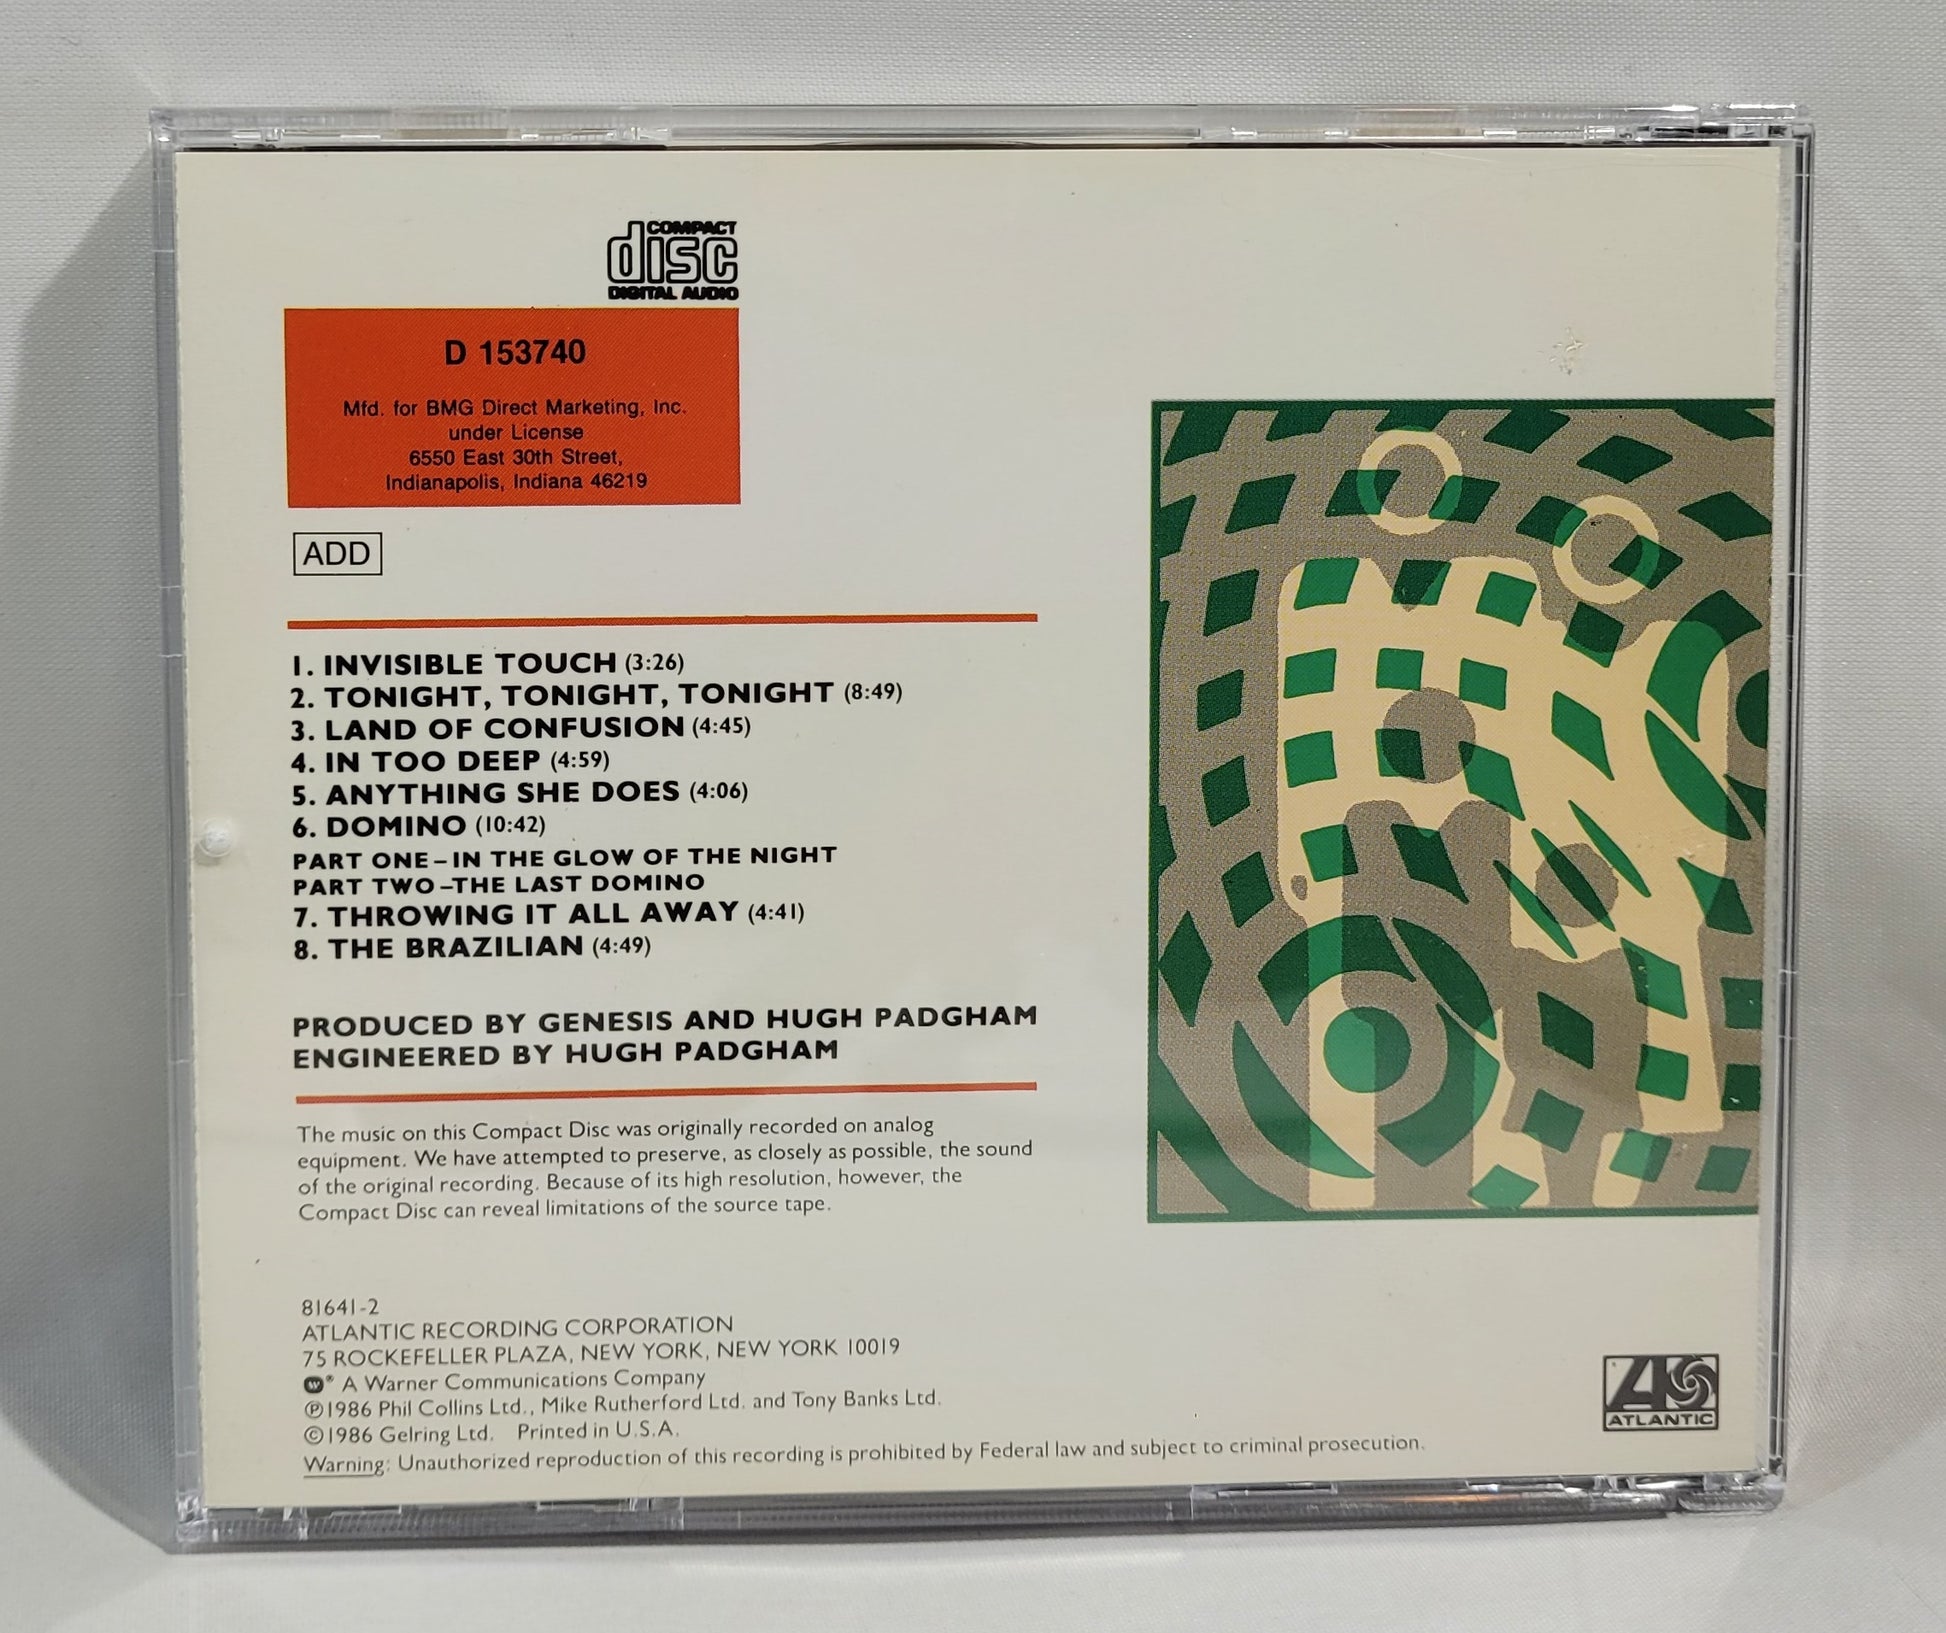 COMPACT
disc
DIGITAL AUDIO
D 153740
Mfd. for BMG Direct Marketing, Inc.
under License
6550 East 30th Street,
Indianapolis, Indiana 46219
ADD
1. INVISIBLE TOUCH (3:26)
2. TONIGHT, TONIGHT, TONIGHT (8:49)
3. LAND OF CONFUSION (4:45)
4. IN TOO DEEP (4:59)
5. ANYTHING SHE DOES (4:06)
6. DOMINO (10:42)
PART ONE–IN THE GLOW OF THE NIGHT
PART TWO–THE LAST DOMINO
7. THROWING IT ALL AWAY (4:41)
8. THE BRAZILIAN (4:49)
PRODUCED BY GENESIS AND HUGH PADGHAM
ENGINEERED BY HUGH PADGHAM
The music on this Compact Disc was originally recorded on analog
equipment. We have attempted to preserve, as closely as possible, the sound
of the original recording. Because of its high resolution, however, the
Compact Disc can reveal limitations of the source tape.
81641-2
ATLANTIC RECORDING CORPORATION
75 ROCKEFELLER PLAZA, NEW YORK, NEW YORK 10019
W® A Warner Communications Company
℗1986 Phil Collins Ltd., Mike Rutherford Ltd. and Tony Banks Ltd.
©1986 Gelring Ltd. Printed in U.S.A.
Warning: Unauthorized reproduction of this recording is prohibited by Federal law and subject to criminal prosecution.
ATLANTIC